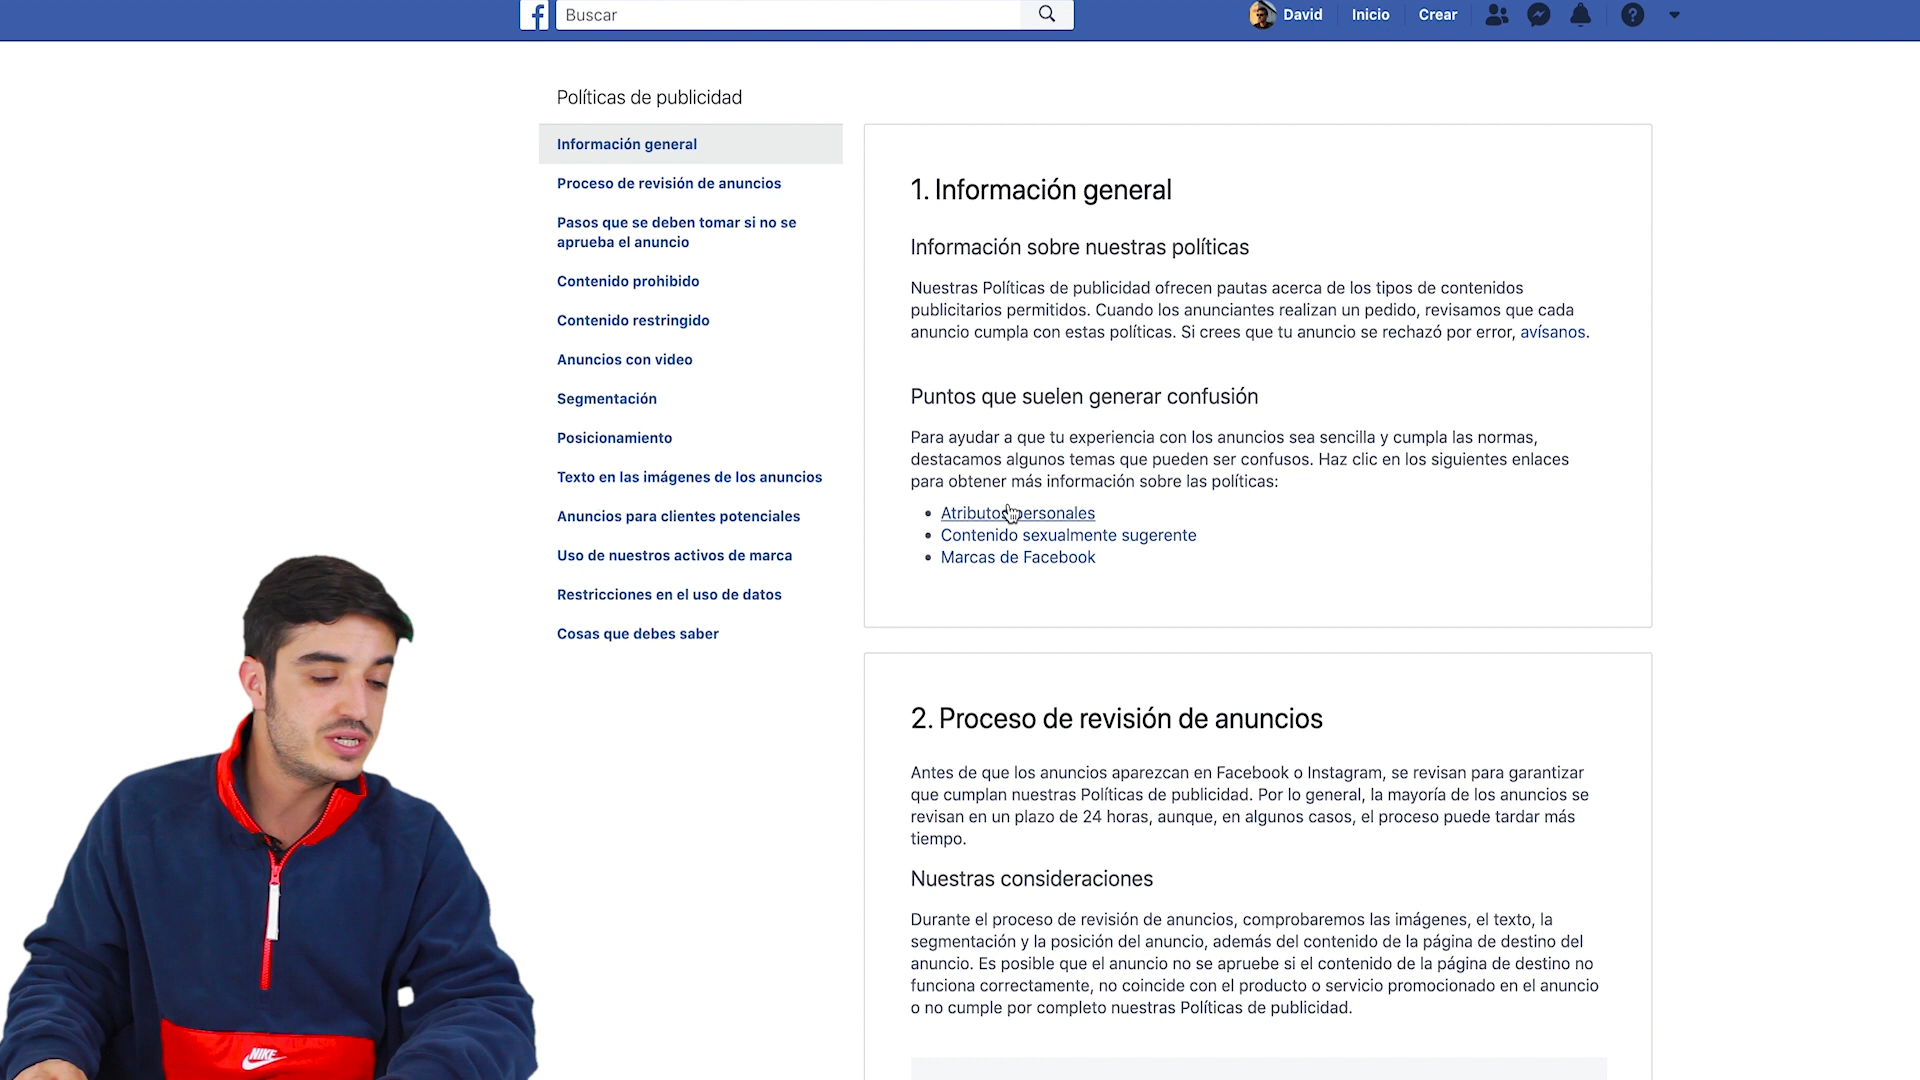 Buscar
David
Inicio
Crear
Políticas de publicidad
Información general
Proceso de revisión de anuncios
Pasos que se deben tomar si no se
aprueba el anuncio
Contenido prohibido
Contenido restringido
Anuncios con video
Segmentación
Posicionamiento
Texto en las imágenes de los anuncios
Anuncios para clientes potenciales
Uso de nuestros activos de marca
Restricciones en el uso de datos
Cosas que debes saber
1. Información general
Información sobre nuestras políticas
Nuestras Políticas de publicidad ofrecen pautas acerca de los tipos de contenidos
publicitarios permitidos. Cuando los anunciantes realizan un pedido, revisamos que cada
anuncio cumpla con estas políticas. Si crees que tu anuncio se rechazó por error, avísanos.
Puntos que suelen generar confusión
Para ayudar a que tu experiencia con los anuncios sea sencilla y cumpla las normas,
destacamos algunos temas que pueden ser confusos. Haz clic en los siguientes enlaces
para obtener más información sobre las políticas:
• Atributos personales
• Contenido sexualmente sugerente
• Marcas de Facebook
2. Proceso de revisión de anuncios
Antes de que los anuncios aparezcan en Facebook o Instagram, se revisan para garantizar
que cumplan nuestras Políticas de publicidad. Por lo general, la mayoría de los anuncios se
revisan en un plazo de 24 horas, aunque, en algunos casos, el proceso puede tardar más
tiempo.
Nuestras consideraciones
Durante el proceso de revisión de anuncios, comprobaremos las imágenes, el texto, la
segmentación y la posición del anuncio, además del contenido de la página de destino del
anuncio. Es posible que el anuncio no se apruebe si el contenido de la página de destino no
funciona correctamente, no coincide con el producto o servicio promocionado en el anuncio
o no cumple por completo nuestras Políticas de publicidad.
NIKE